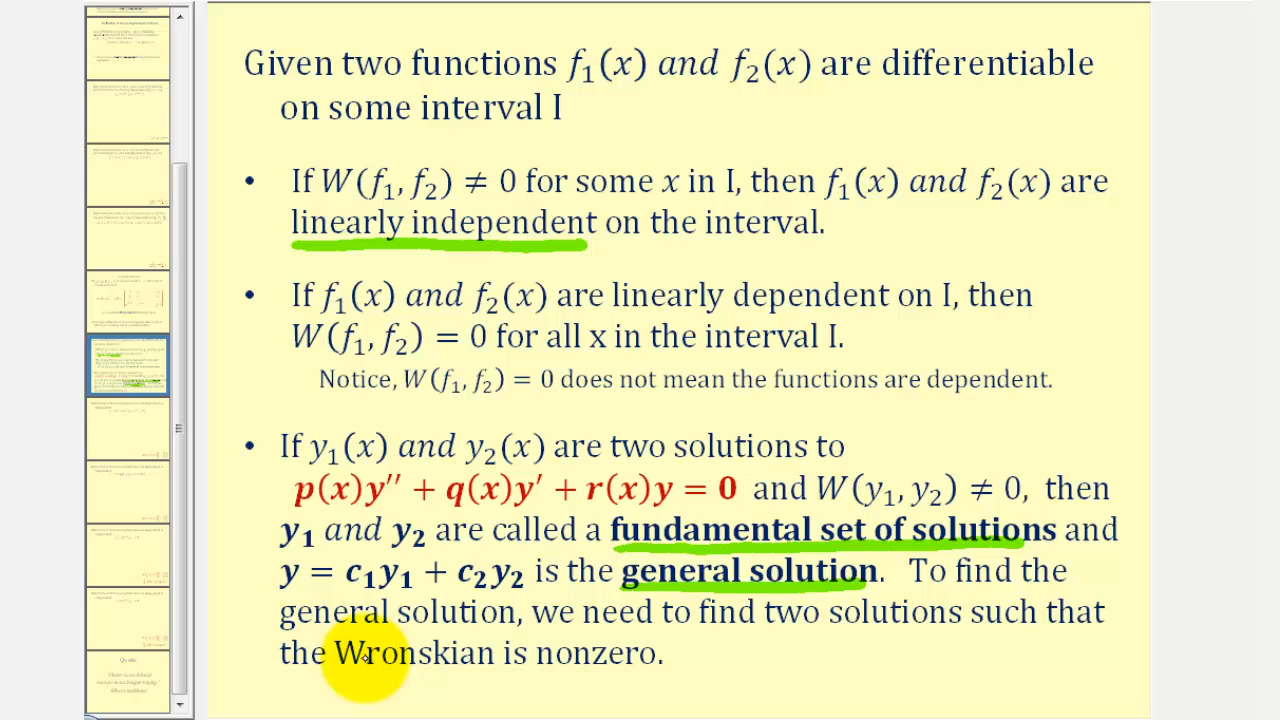 Given two functions f₁(x) and f₂(x) are differentiable
on some interval I
• If W(f₁, f₂) ≠ 0 for some x in I, then f₁(x) and f₂(x) are
linearly independent on the interval.
• If f₁(x) and f₂(x) are linearly dependent on I, then
W(f₁, f₂) = 0 for all x in the interval I.
Notice, W(f₁, f₂) = 0 does not mean the functions are dependent.
• If y₁(x) and y₂(x) are two solutions to
p(x)y′′ + q(x)y′ + r(x)y = 0 and W(y₁, y₂) ≠ 0, then
y₁ and y₂ are called a fundamental set of solutions and
y = c₁y₁ + c₂y₂ is the general solution. To find the
general solution, we need to find two solutions such that
the Wronskian is nonzero.